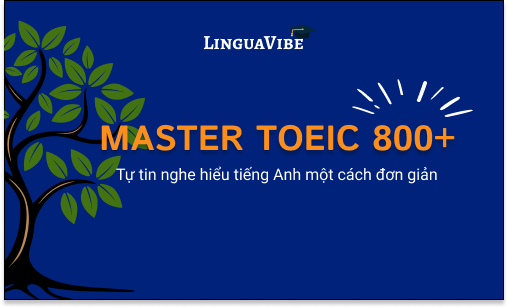 LINGUAVIBE
MASTER TOEIC 800+
Tự tin nghe hiểu tiếng Anh một cách đơn giản